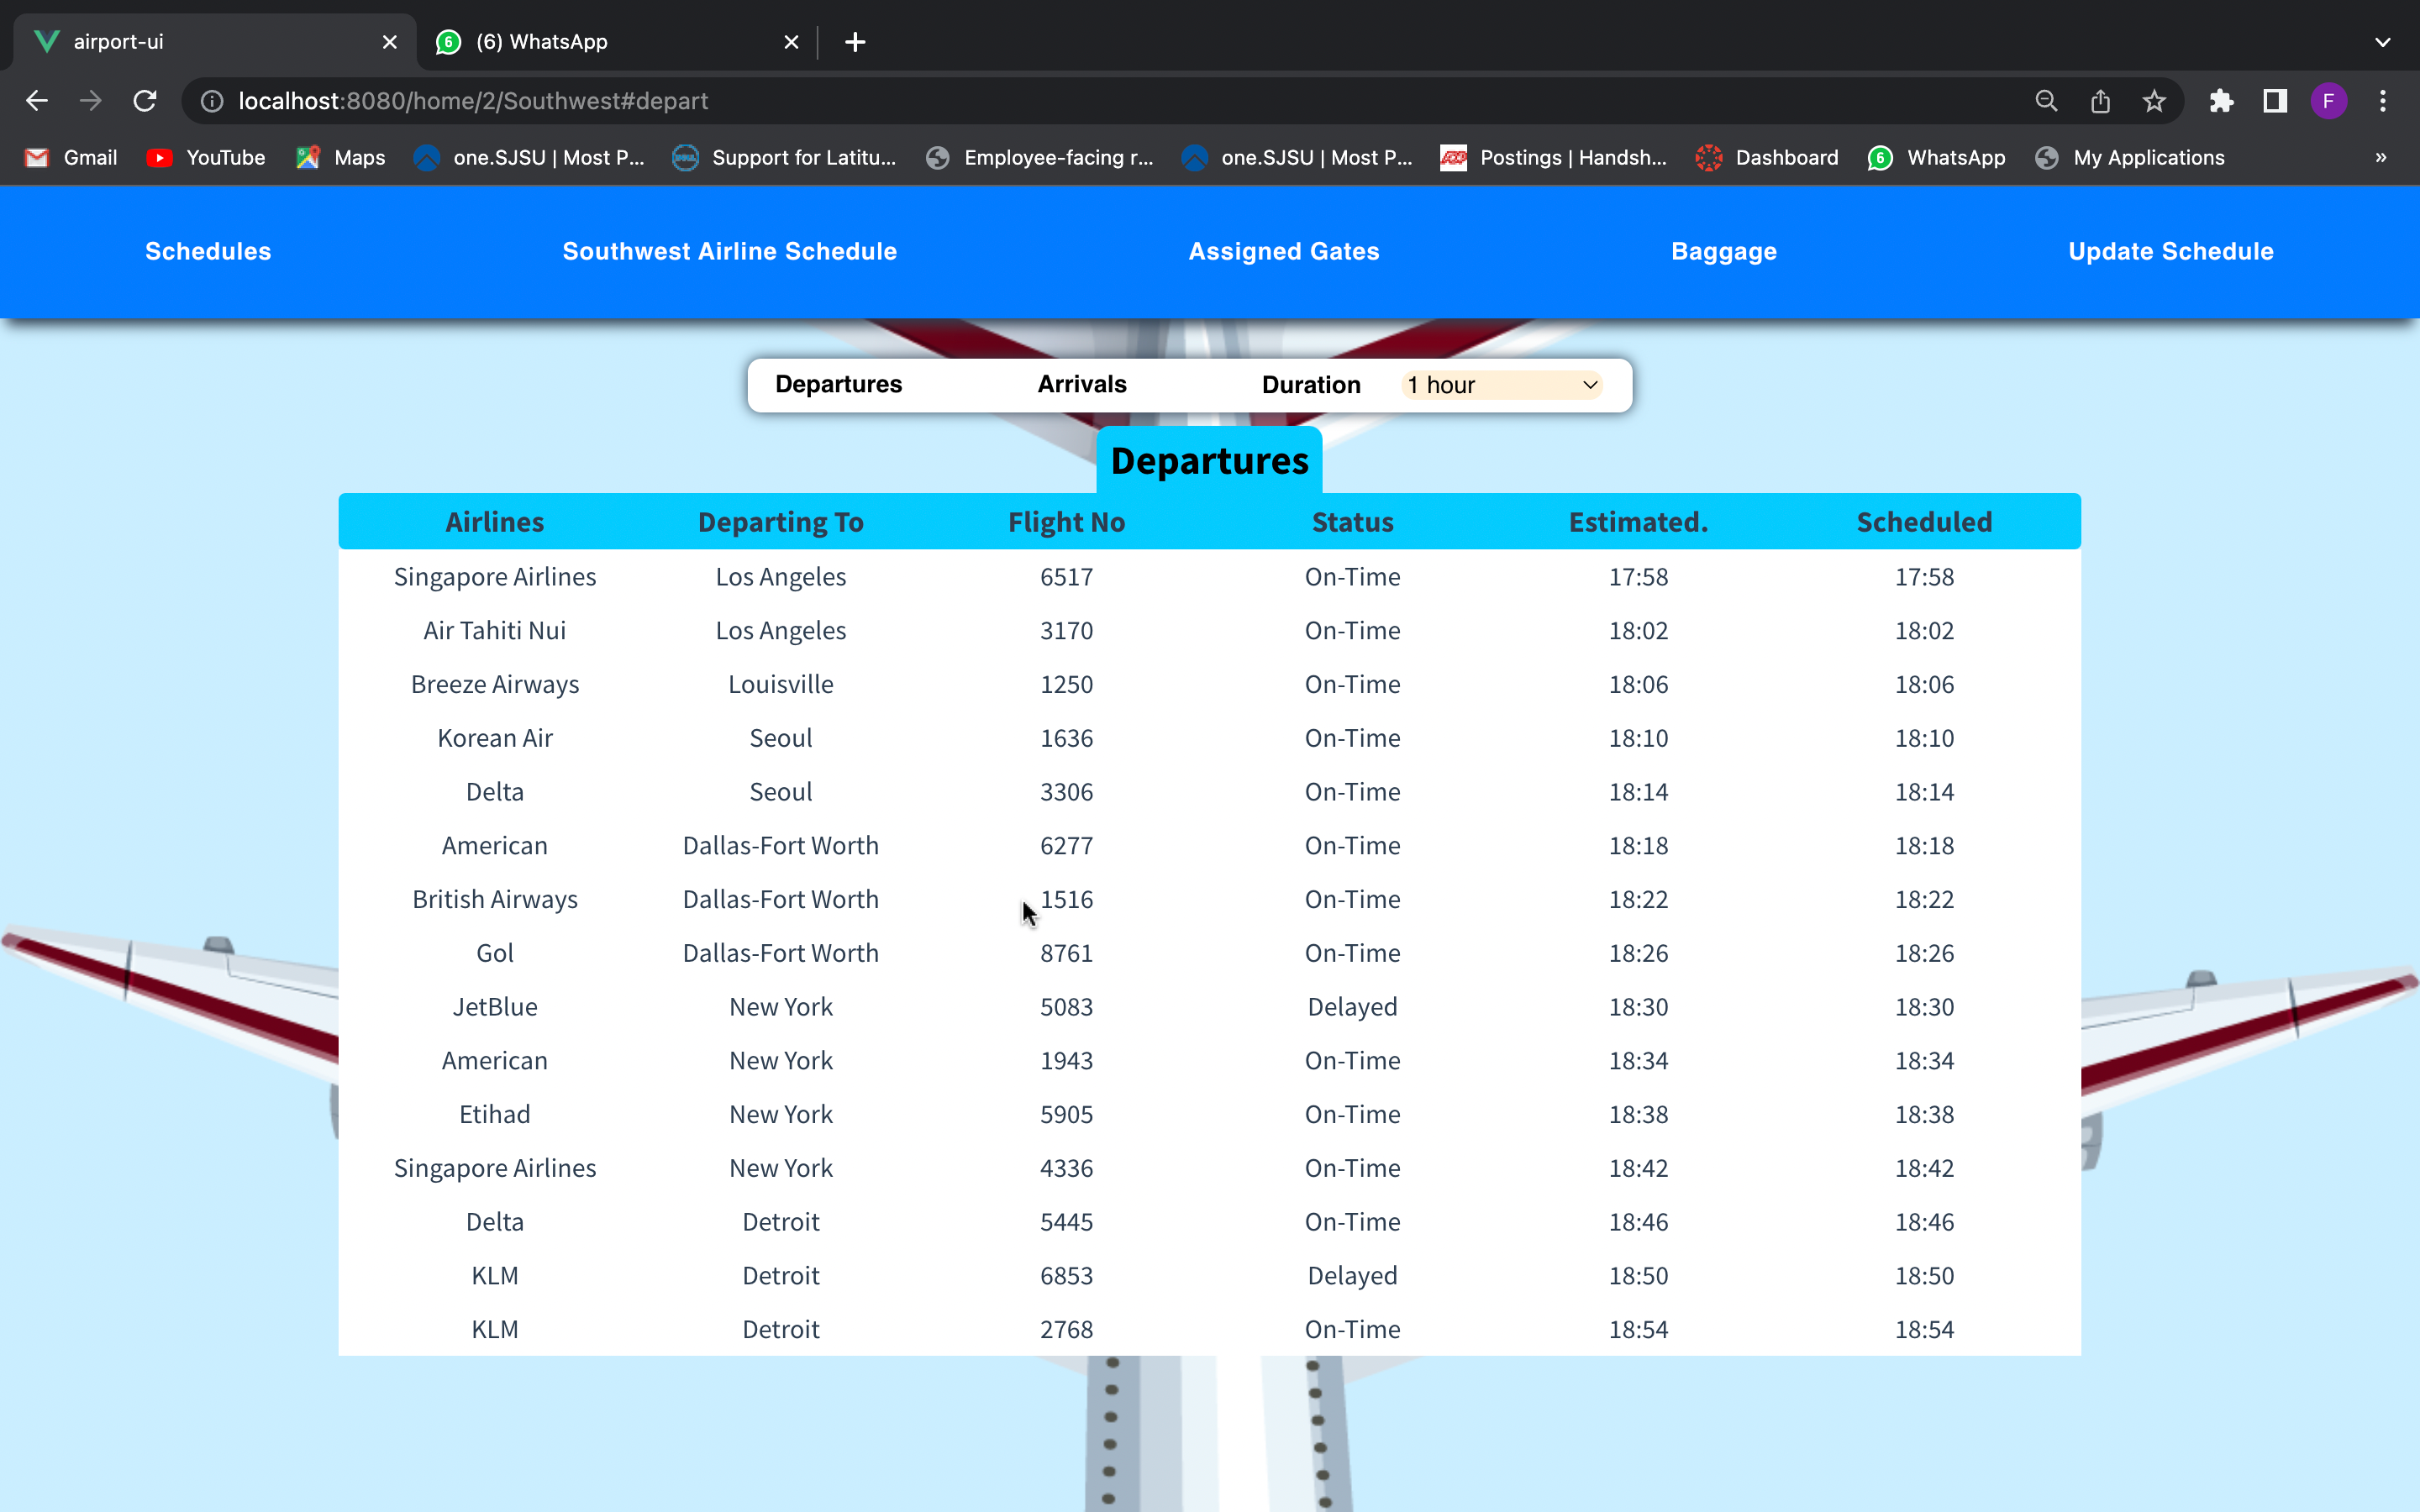 airport-ui
(6) WhatsApp
localhost:8080/home/2/Southwest#depart
F
Gmail YouTube Maps one.SJSU | Most P... Support for Latitu... Employee-facing r... one.SJSU | Most P... Postings | Handsh... Dashboard 6 WhatsApp My Applications »
Schedules Southwest Airline Schedule Assigned Gates Baggage Update Schedule
Departures Arrivals Duration 1 hour
Departures
Airlines Departing To Flight No Status Estimated. Scheduled
Singapore Airlines Los Angeles 6517 On-Time 17:58 17:58
Air Tahiti Nui Los Angeles 3170 On-Time 18:02 18:02
Breeze Airways Louisville 1250 On-Time 18:06 18:06
Korean Air Seoul 1636 On-Time 18:10 18:10
Delta Seoul 3306 On-Time 18:14 18:14
American Dallas-Fort Worth 6277 On-Time 18:18 18:18
British Airways Dallas-Fort Worth 1516 On-Time 18:22 18:22
Gol Dallas-Fort Worth 8761 On-Time 18:26 18:26
JetBlue New York 5083 Delayed 18:30 18:30
American New York 1943 On-Time 18:34 18:34
Etihad New York 5905 On-Time 18:38 18:38
Singapore Airlines New York 4336 On-Time 18:42 18:42
Delta Detroit 5445 On-Time 18:46 18:46
KLM Detroit 6853 Delayed 18:50 18:50
KLM Detroit 2768 On-Time 18:54 18:54